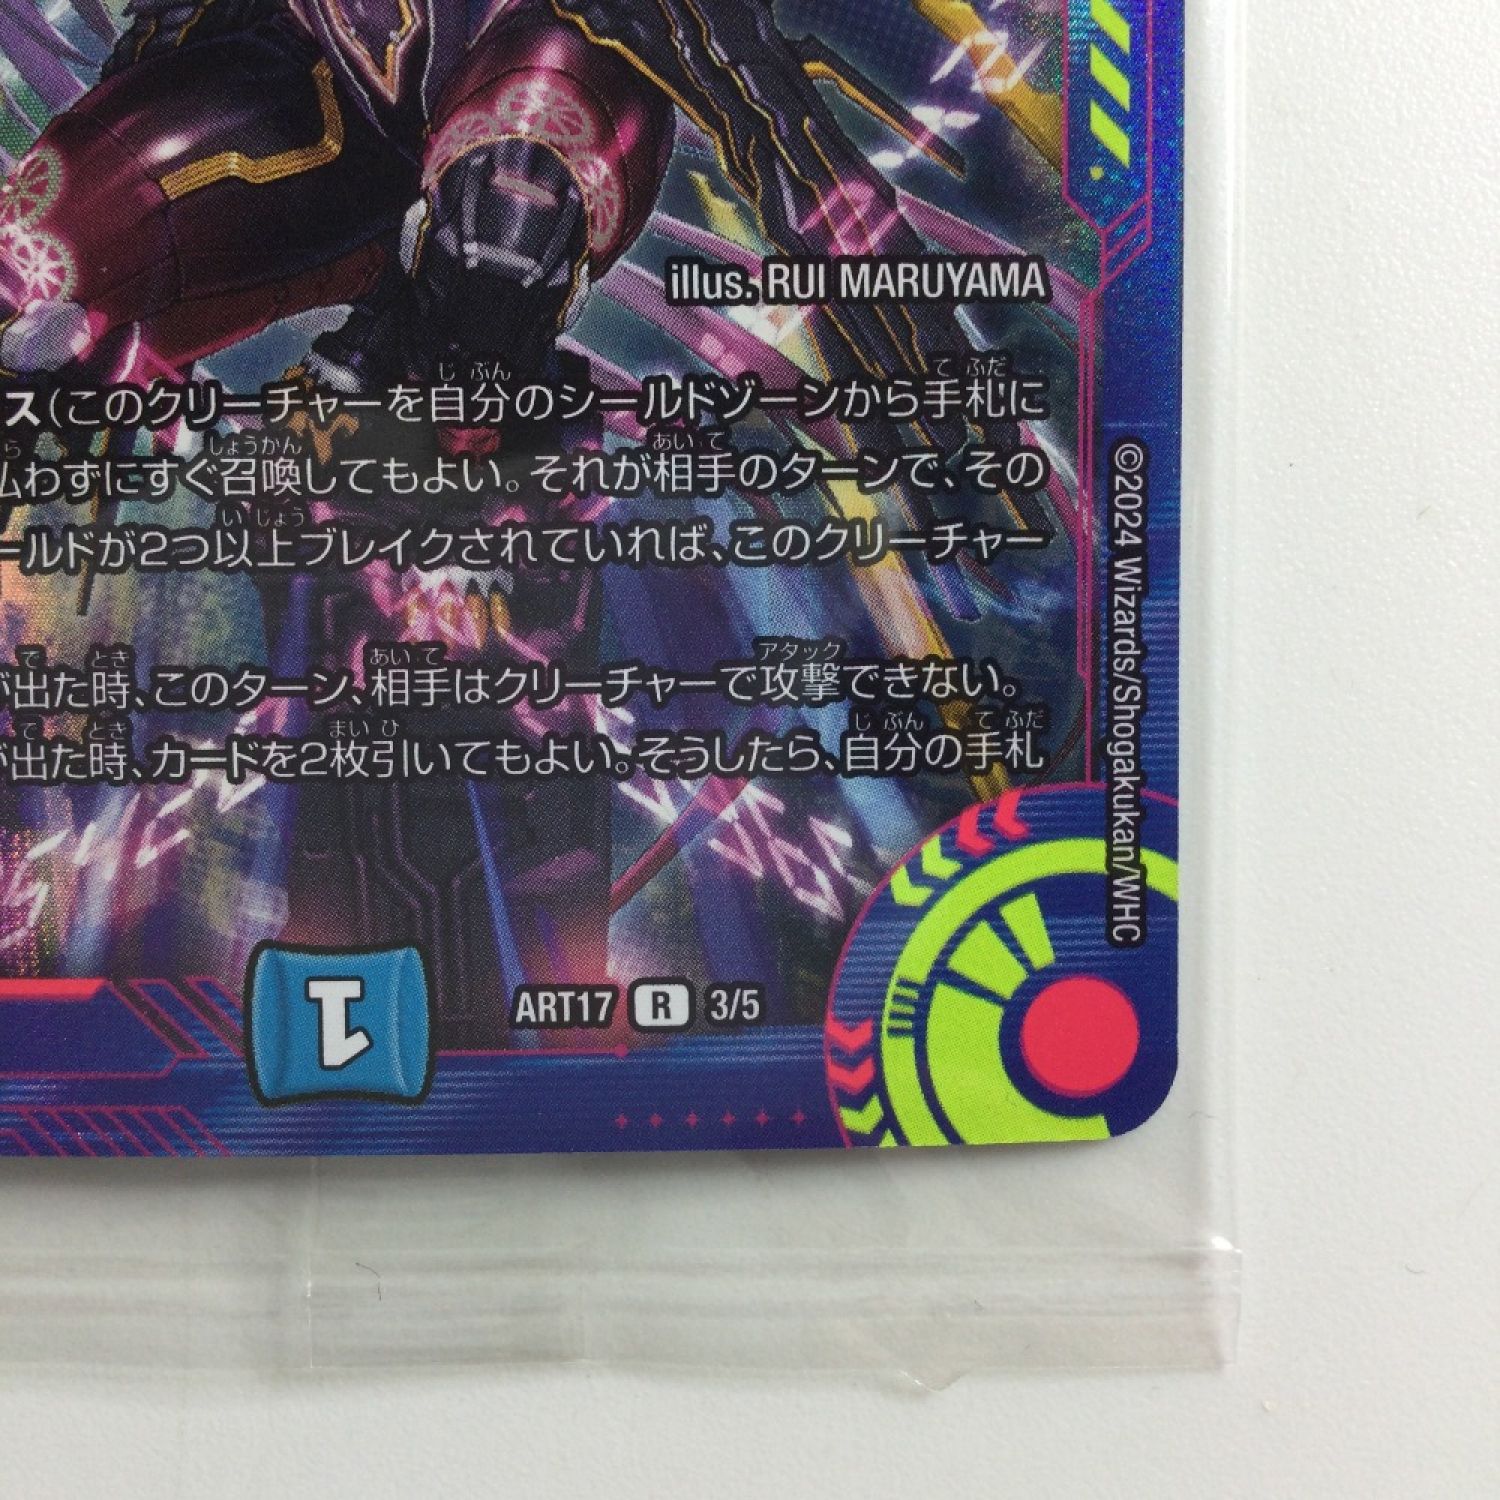 illus. RUI MARUYAMA
ス(このクリーチャーを自分のシールドゾーンから手札に
払わずにすぐ召喚してもよい。それが相手のターンで、その
ールドが2つ以上ブレイクされていれば、このクリーチャー
が出た時、このターン、相手はクリーチャーで攻撃できない。
が出た時、カードを2枚引いてもよい。そうしたら、自分の手札
©2024 Wizards/Shogakukan/WHC
1
ART17 R 3/5